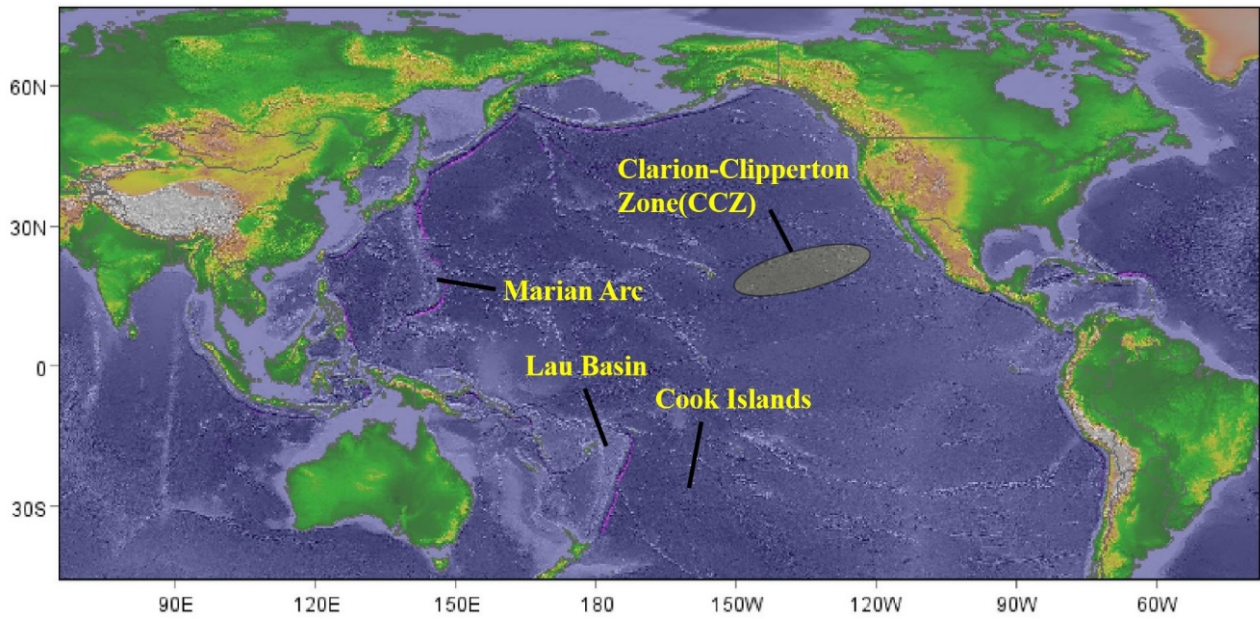 60N
Clarion-Clipperton
Zone(CCZ)
30N
Marian Arc
Lau Basin
0
Cook Islands
30S
90E 120E 150E 180 150W 120W 90W 60W